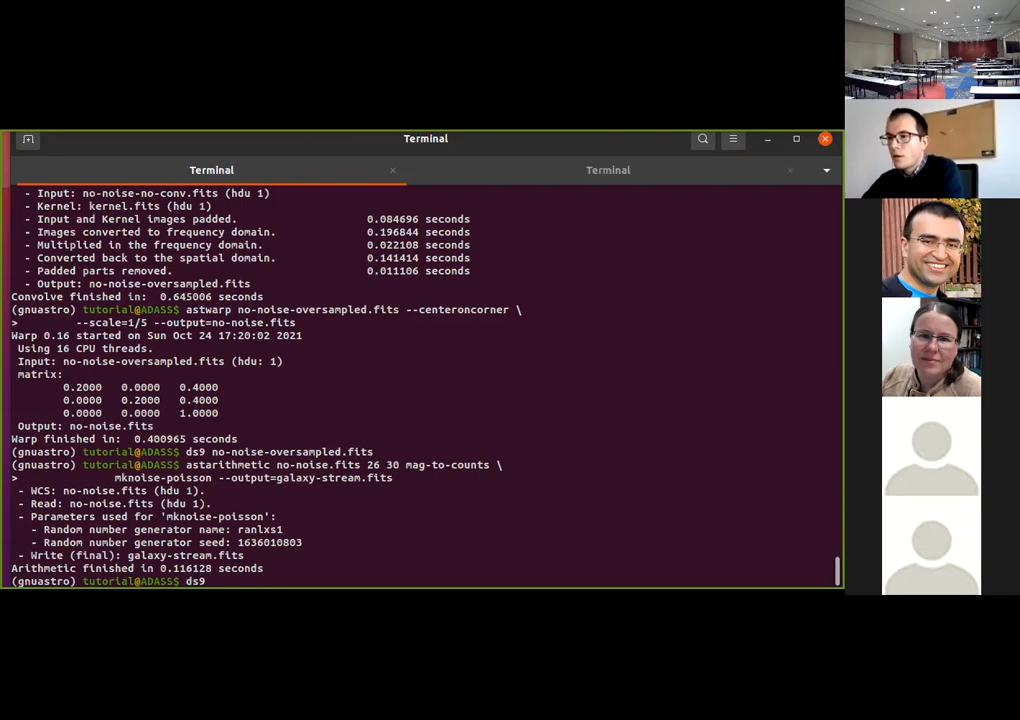 Terminal
Terminal
Terminal
- Input: no-noise-no-conv.fits (hdu 1)
- Kernel: kernel.fits (hdu 1)
- Input and Kernel images padded. 0.084696 seconds
- Images converted to frequency domain. 0.196844 seconds
- Multiplied in the frequency domain. 0.022108 seconds
- Converted back to the spatial domain. 0.141414 seconds
- Padded parts removed. 0.011106 seconds
- Output: no-noise-oversampled.fits
Convolve finished in: 0.645006 seconds
(gnuastro) tutorial@ADASS$ astwarp no-noise-oversampled.fits --centeroncorner \
> --scale=1/5 --output=no-noise.fits
Warp 0.16 started on Sun Oct 24 17:20:02 2021
Using 16 CPU threads.
Input: no-noise-oversampled.fits (hdu: 1)
matrix:
0.2000 0.0000 0.4000
0.0000 0.2000 0.4000
0.0000 0.0000 1.0000
Output: no-noise.fits
Warp finished in: 0.400965 seconds
(gnuastro) tutorial@ADASS$ ds9 no-noise-oversampled.fits
(gnuastro) tutorial@ADASS$ astarithmetic no-noise.fits 26 30 mag-to-counts \
> mknoise-poisson --output=galaxy-stream.fits
- WCS: no-noise.fits (hdu 1).
- Read: no-noise.fits (hdu 1).
- Parameters used for 'mknoise-poisson':
- Random number generator name: ranlxs1
- Random number generator seed: 1636010803
- Write (final): galaxy-stream.fits
Arithmetic finished in 0.116128 seconds
(gnuastro) tutorial@ADASS$ ds9